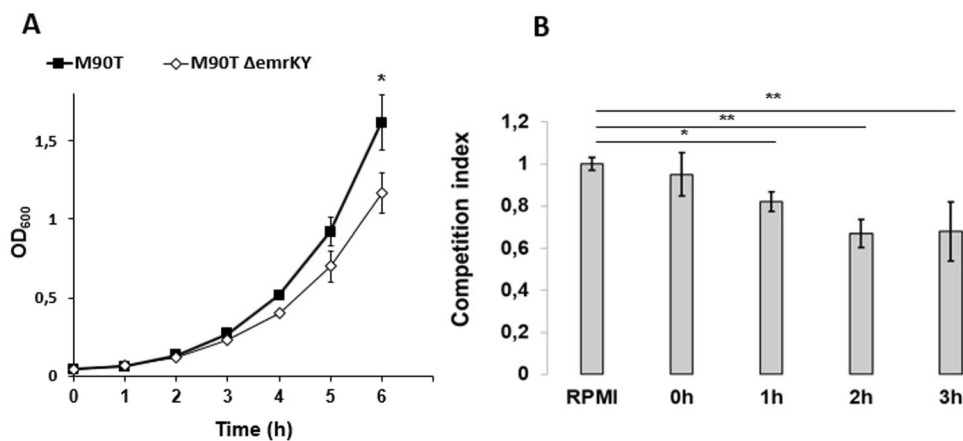 A
M90T
M90T ΔemrKY
*
1,5
1
0,5
0
OD600
0 1 2 3 4 5 6
Time (h)
B
**
**
*
1,2
1
0,8
0,6
0,4
0,2
0
Competition index
RPMI 0h 1h 2h 3h